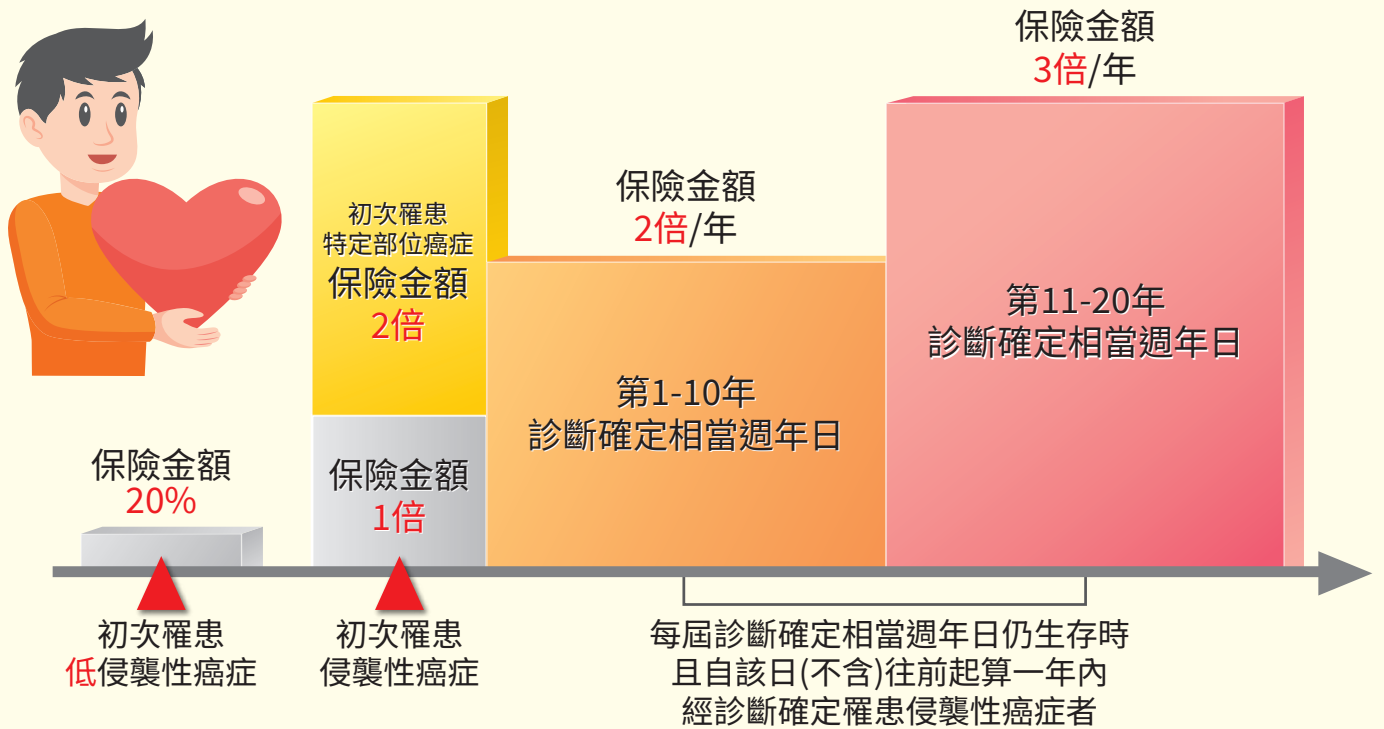 保險金額
20%
初次罹患
低侵襲性癌症
初次罹患
特定部位癌症
保險金額
2倍
保險金額
1倍
初次罹患
侵襲性癌症
保險金額
2倍/年
第1-10年
診斷確定相當週年日
保險金額
3倍/年
第11-20年
診斷確定相當週年日
每屆診斷確定相當週年日仍生存時
且自該日(不含)往前起算一年內
經診斷確定罹患侵襲性癌症者